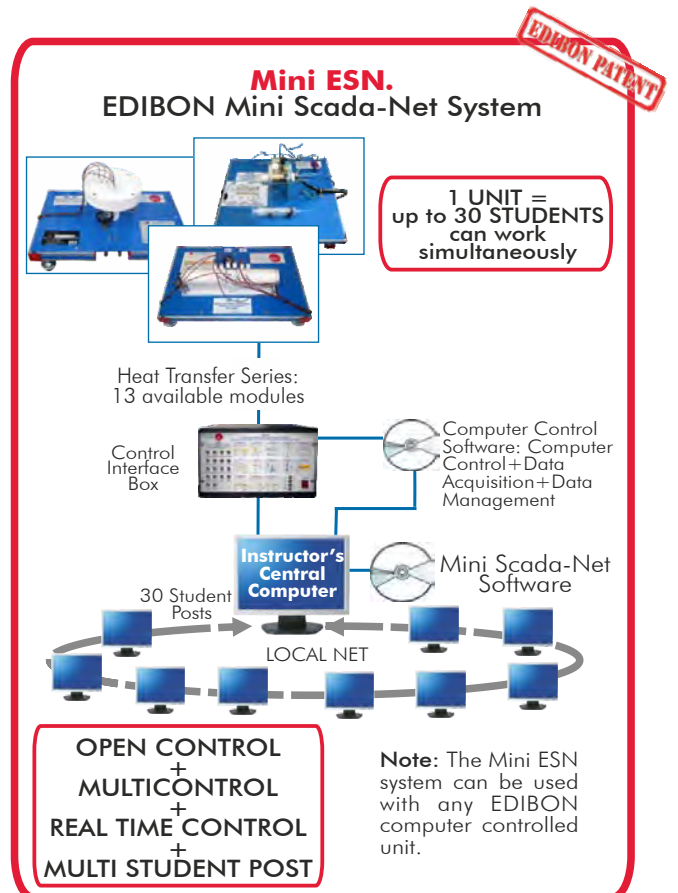 EDIBON PATENT
Mini ESN.
EDIBON Mini Scada-Net System
1 UNIT =
up to 30 STUDENTS
can work
simultaneously
Heat Transfer Series:
13 available modules
Control
Interface
Box
Computer Control
Software: Computer
Control+Data
Acquisition+Data
Management
Instructor's
Central
Computer
Mini Scada-Net
Software
30 Student
Posts
LOCAL NET
OPEN CONTROL
+
MULTICONTROL
+
REAL TIME CONTROL
+
MULTI STUDENT POST
Note: The Mini ESN
system can be used
with any EDIBON
computer controlled
unit.